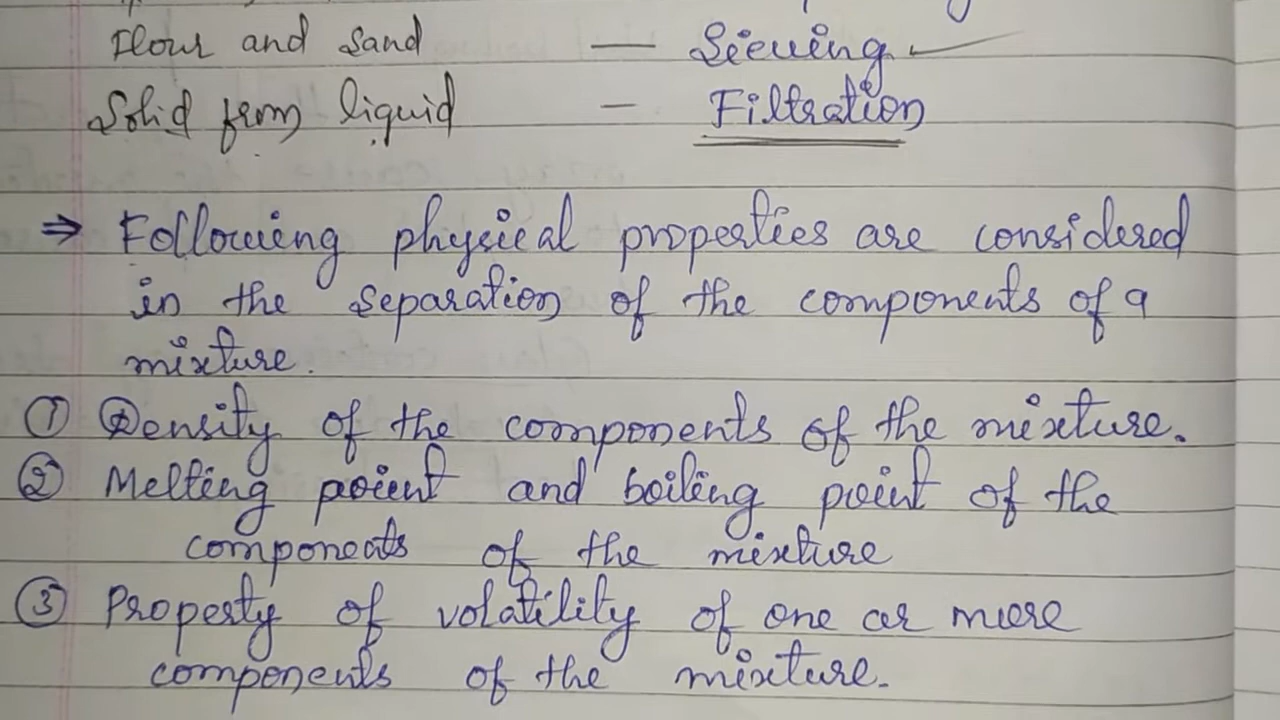 Flour and Sand — Sieving
Solid from liquid — Filtration
⇒ Following physical properties are considered
in the separation of the components of a
mixture.
① Density of the components of the mixture.
② Melting point and boiling point of the
components of the mixture
③ Property of volatility of one or more
components of the mixture.